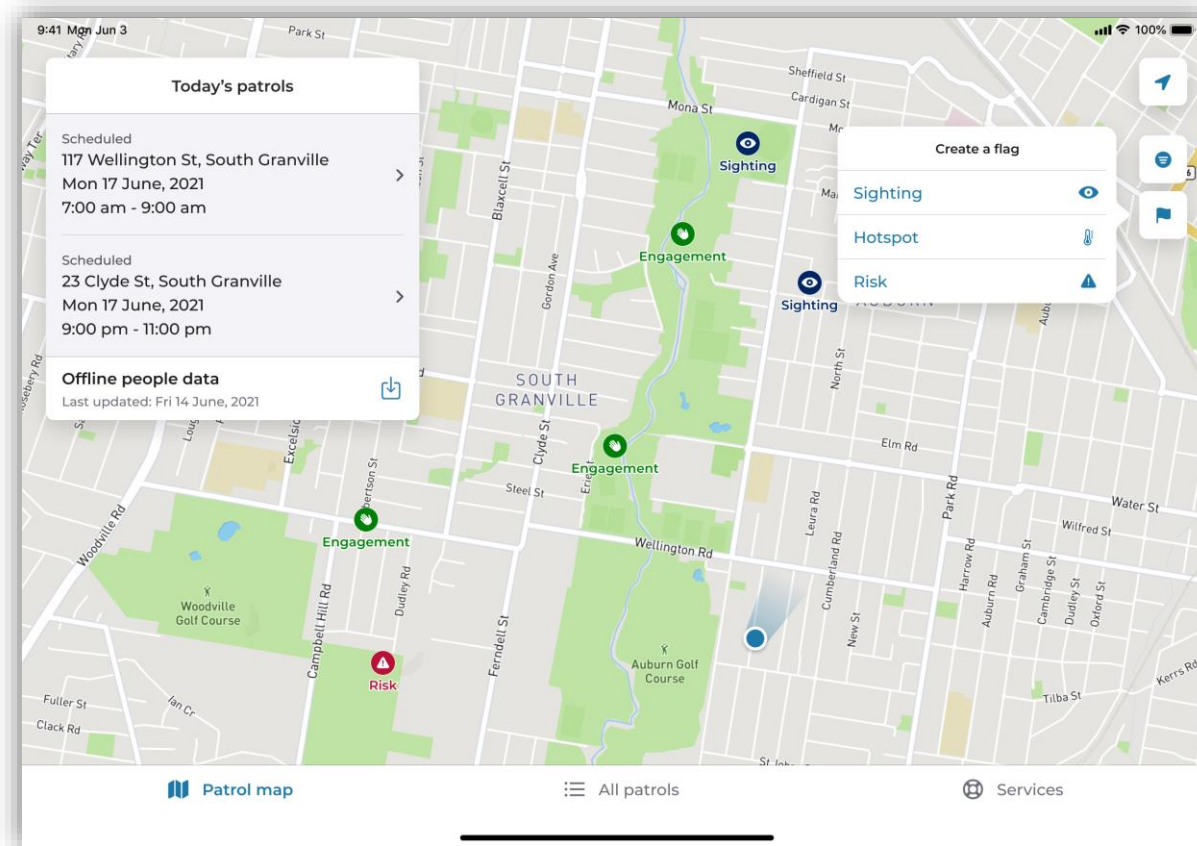 9:41 Mon Jun 3
100%
Park St
Today's patrols
Scheduled
117 Wellington St, South Granville
Mon 17 June, 2021
7:00 am - 9:00 am
Scheduled
23 Clyde St, South Granville
Mon 17 June, 2021
9:00 pm - 11:00 pm
Offline people data
Last updated: Fri 14 June, 2021
Create a flag
Sighting
Hotspot
Risk
Sheffield St
Cardigan St
Mona St
Sighting
Blaxcell St
Engagement
Gordon Ave
Sighting
AUBURN
North St
SOUTH
GRANVILLE
Clyde St
Elm Rd
Engagement
Steel St
Park Rd
Water St
Wilfred St
Leura Rd
Engagement
Woodville Rd
Wellington Rd
Cumberland Rd
Harrow Rd
Auburn Rd
Graham St
Cambridge St
Dudley St
Oxford St
Dudley Rd
Woodville
Golf Course
Campbell Hill Rd
Ferndell St
New St
Auburn Golf
Course
Risk
Kerrs Rd
Tilba St
Fuller St
Ian Cr
Clack Rd
Patrol map
All patrols
Services